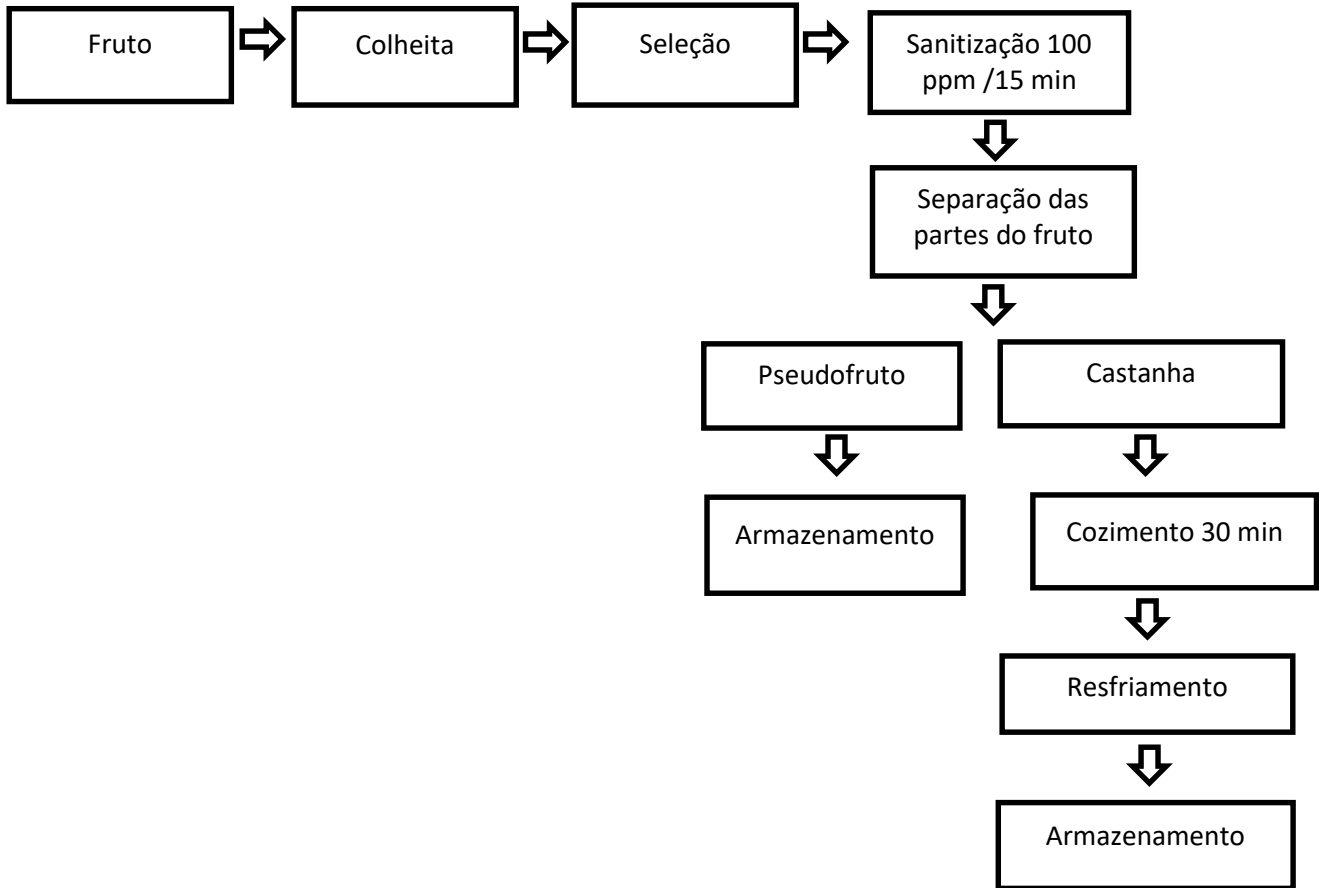 Fruto
Colheita
Seleção
Sanitização 100
ppm /15 min
Separação das
partes do fruto
Pseudofruto
Castanha
Armazenamento
Cozimento 30 min
Resfriamento
Armazenamento